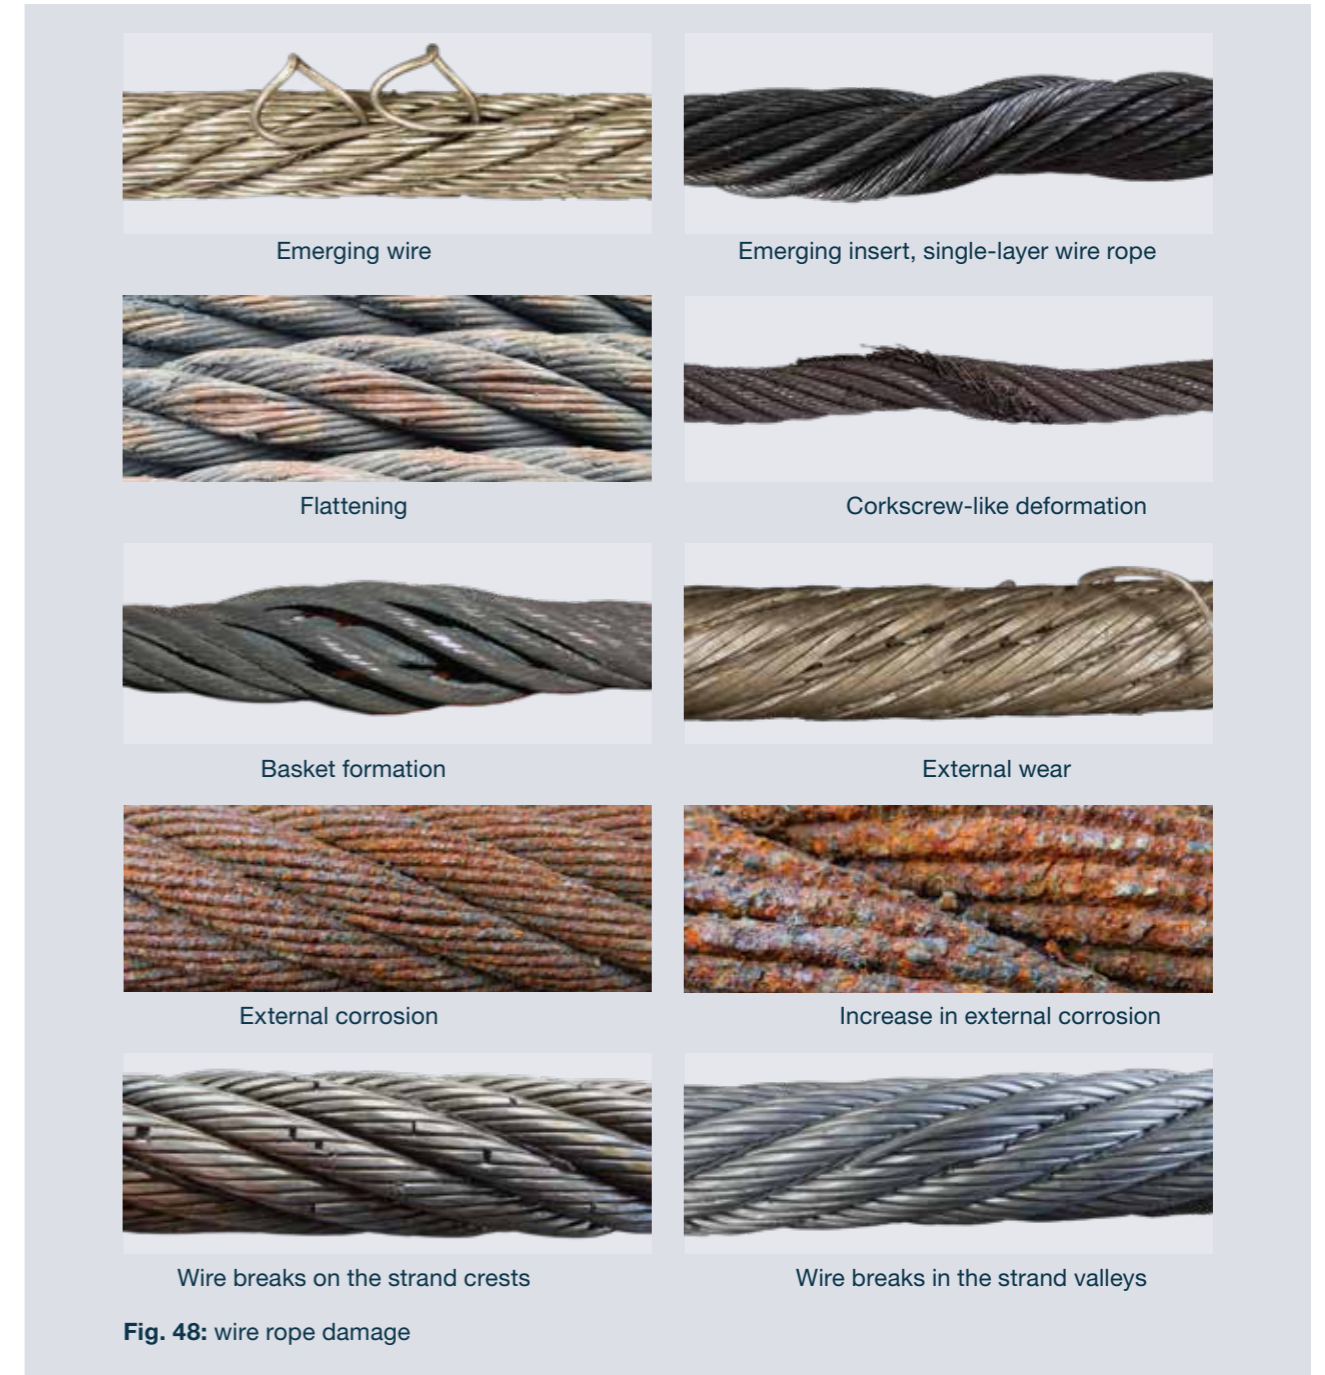 Emerging wire
Emerging insert, single-layer wire rope
Flattening
Corkscrew-like deformation
Basket formation
External wear
External corrosion
Increase in external corrosion
Wire breaks on the strand crests
Wire breaks in the strand valleys
Fig. 48: wire rope damage